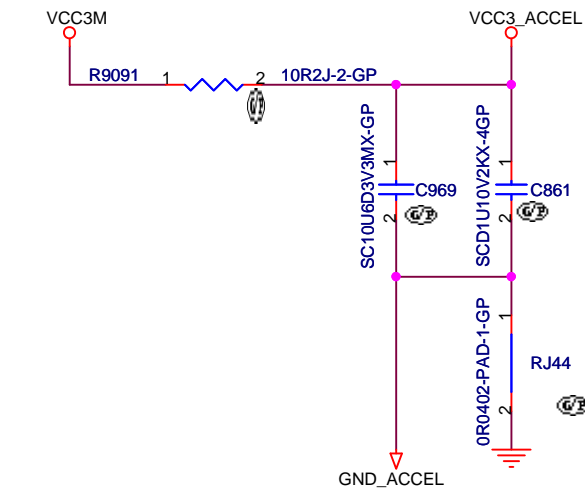 VCC3M
VCC3_ACCEL
R9091
1
2
10R2J-2-GP
G/P
SC10U6D3V3MX-GP
1
C969
2
G/P
SCD1U10V2KX-4GP
1
C861
2
G/P
0R0402-PAD-1-GP
1
RJ44
2
G/P
GND_ACCEL